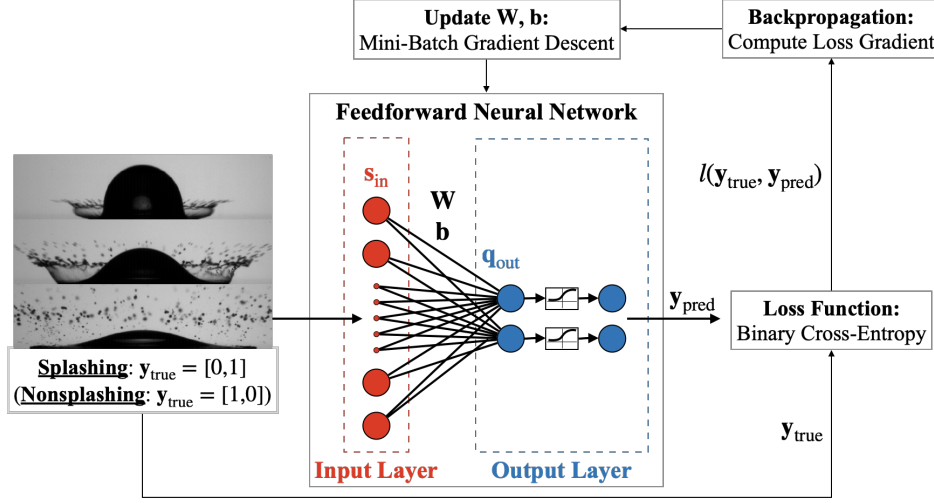 Update W, b:
Mini-Batch Gradient Descent
Backpropagation:
Compute Loss Gradient
Feedforward Neural Network
s_in
W
b
q_out
l(y_true, y_pred)
y_pred
Loss Function:
Binary Cross-Entropy
Splashing: y_true = [0,1]
(Nonsplashing: y_true = [1,0])
y_true
Input Layer
Output Layer